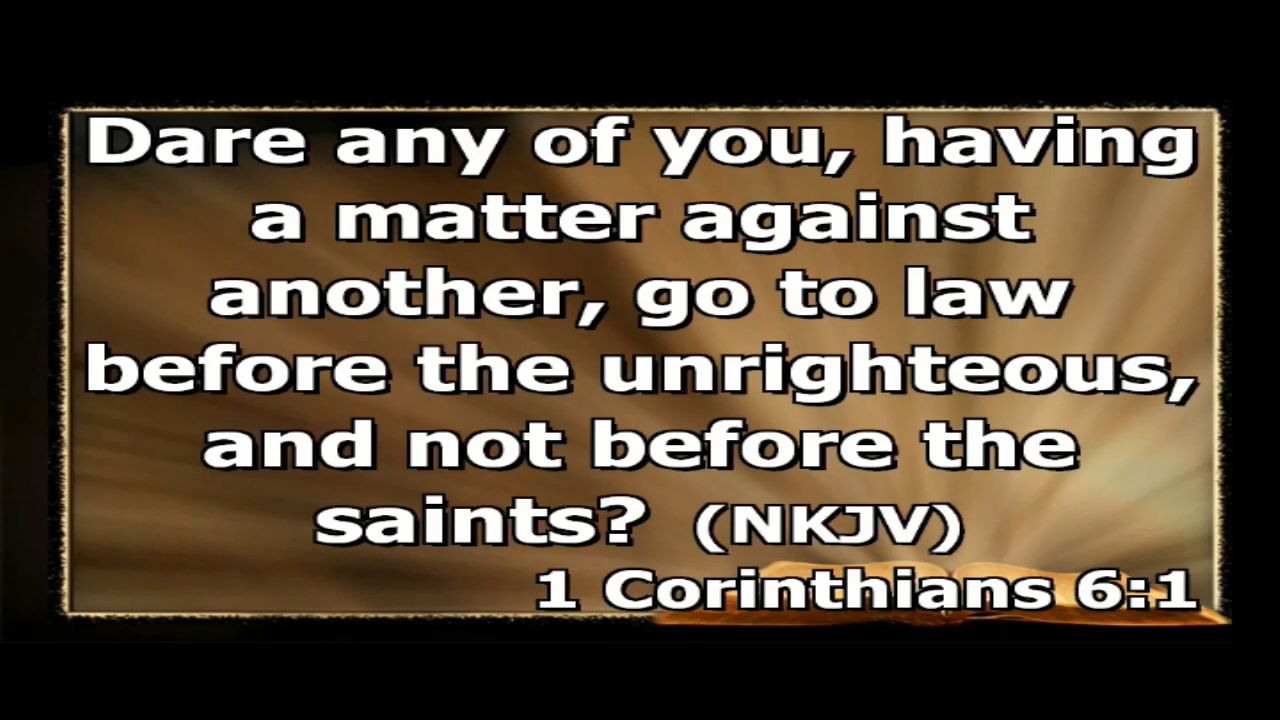 Dare any of you, having
a matter against
another, go to law
before the unrighteous,
and not before the
saints? (NKJV)
1 Corinthians 6:1